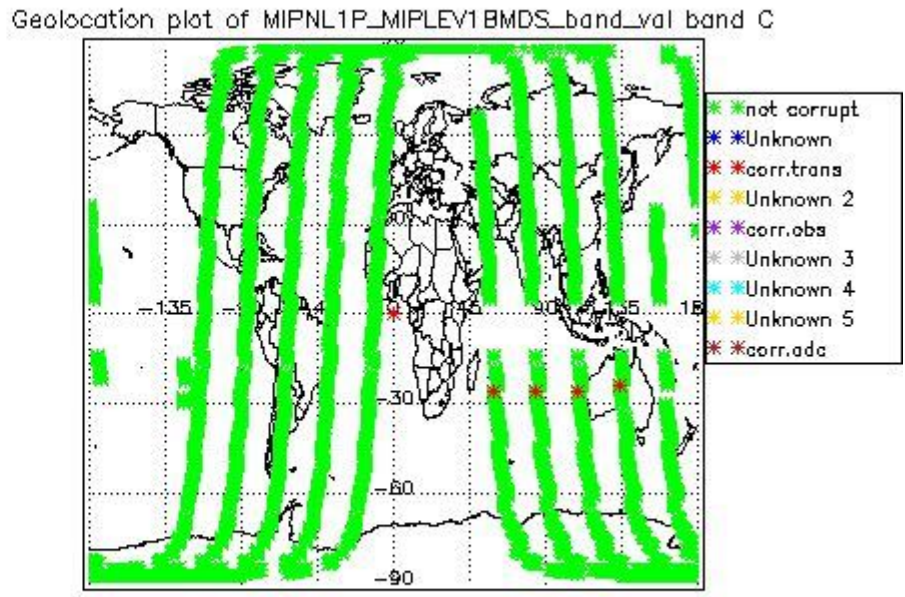 Geolocation plot of MIPNL1P_MIPLEV1BMDS_band_val band C
not corrupt
Unknown
corr.trans
Unknown 2
corr.obs
Unknown 3
Unknown 4
Unknown 5
corr.adc
-135
-30
-60
-90